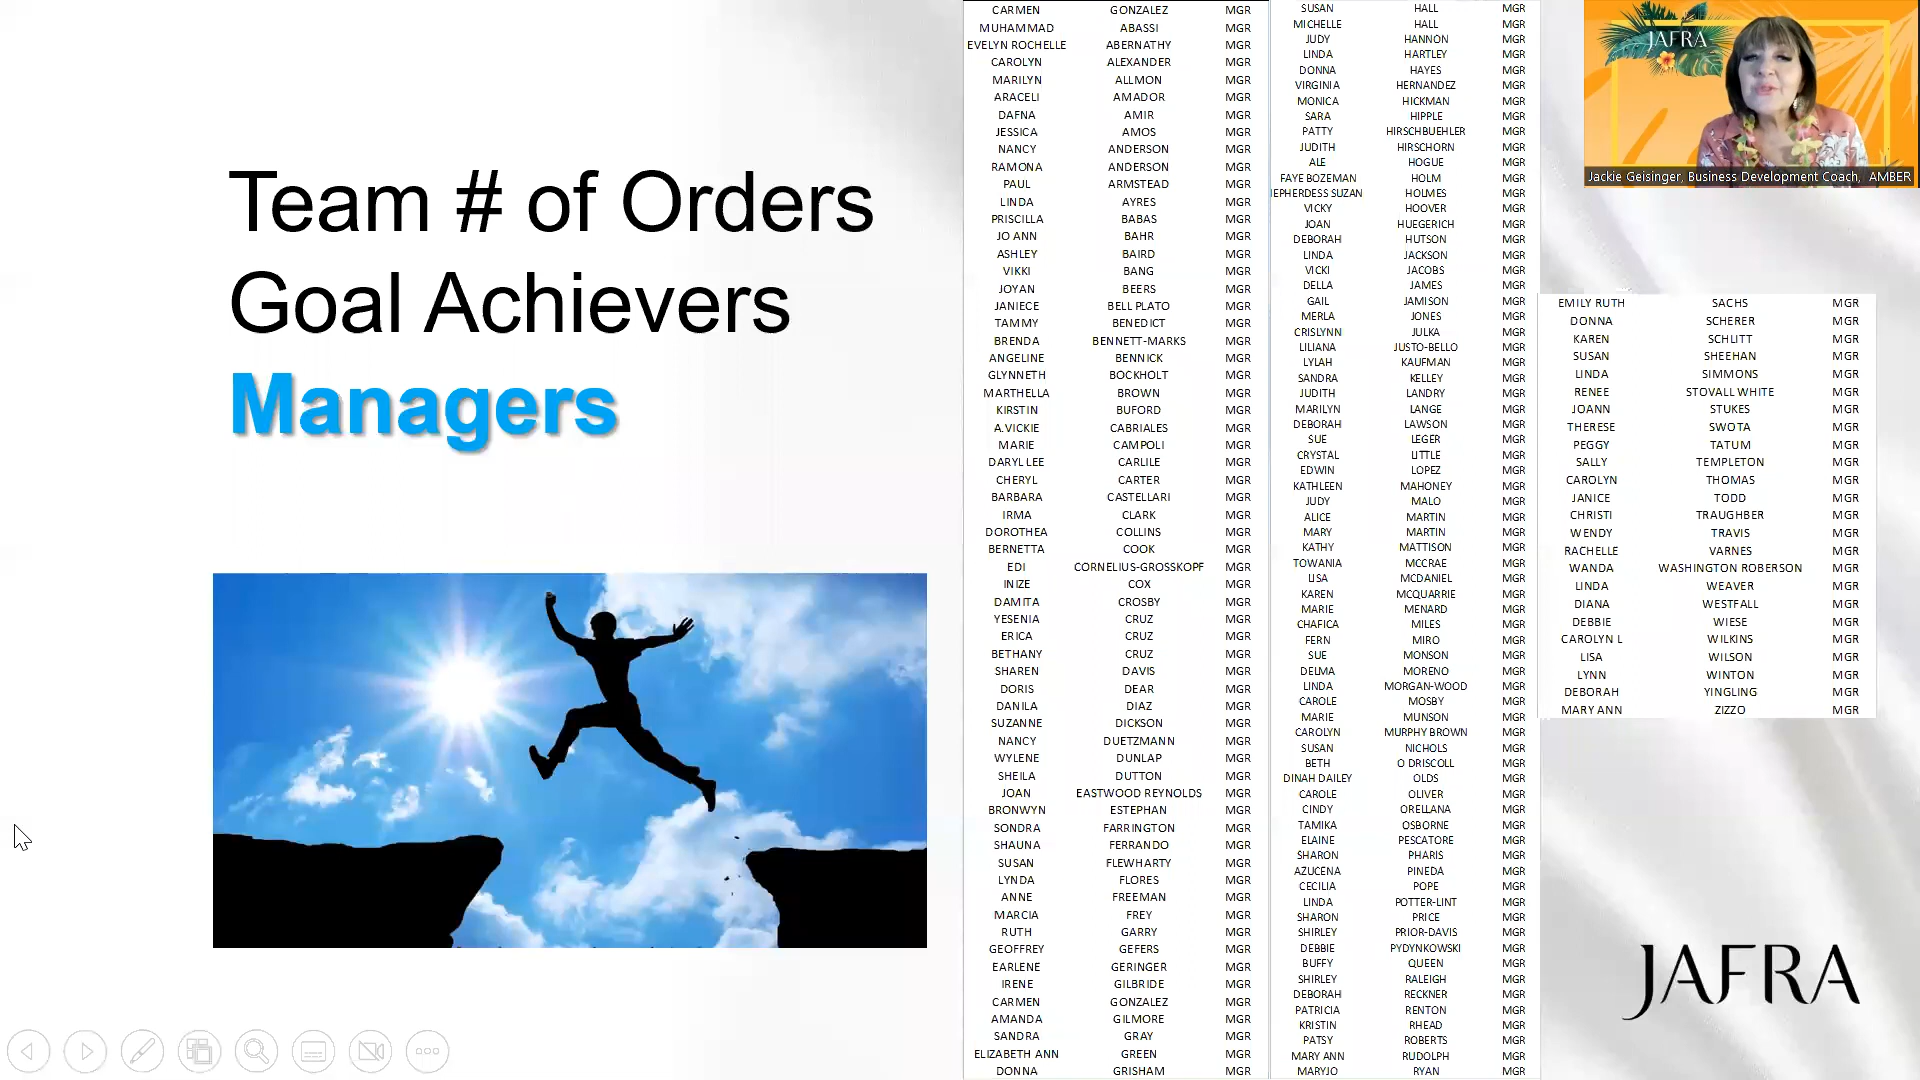 Team # of Orders
Goal Achievers
Managers
CARMEN GONZALEZ MGR
MUHAMMAD ABASSI MGR
EVELYN ROCHELLE ABERNATHY MGR
CAROLYN ALEXANDER MGR
MARILYN ALLMON MGR
ARACELI AMADOR MGR
DAFNA AMIR MGR
JESSICA AMOS MGR
NANCY ANDERSON MGR
RAMONA ANDERSON MGR
PAUL ARMSTEAD MGR
LINDA AYRES MGR
PRISCILLA BABAS MGR
JO ANN BAHR MGR
ASHLEY BAIRD MGR
VIKKI BANG MGR
JOYAN BEERS MGR
JANIECE BELL PLATO MGR
TAMMY BENEDICT MGR
BRENDA BENNETT-MARKS MGR
ANGELINE BENNICK MGR
GLYNNETH BOCKHOLT MGR
MARTHELLA BROWN MGR
KIRSTIN BUFORD MGR
A.VICKIE CABRIALES MGR
MARIE CAMPOLI MGR
DARYL LEE CARLILE MGR
CHERYL CARTER MGR
BARBARA CASTELLARI MGR
IRMA CLARK MGR
DOROTHEA COLLINS MGR
BERNETTA COOK MGR
EDI CORNELIUS-GROSSKOPF MGR
INIZE COX MGR
DAMITA CROSBY MGR
YESENIA CRUZ MGR
ERICA CRUZ MGR
BETHANY CRUZ MGR
SHAREN DAVIS MGR
DORIS DEAR MGR
DANILA DIAZ MGR
SUZANNE DICKSON MGR
NANCY DUETZMANN MGR
WYLENE DUNLAP MGR
SHEILA DUTTON MGR
JOAN EASTWOOD REYNOLDS MGR
BRONWYN ESTEPHAN MGR
SONDRA FARRINGTON MGR
SHAUNA FERRANDO MGR
SUSAN FLEWHARTY MGR
LYNDA FLORES MGR
ANNE FREEMAN MGR
MARCIA FREY MGR
RUTH GARRY MGR
GEOFFREY GEFERS MGR
EARLENE GERINGER MGR
IRENE GILBRIDE MGR
CARMEN GONZALEZ MGR
AMANDA GILMORE MGR
SANDRA GRAY MGR
ELIZABETH ANN GREEN MGR
DONNA GRISHAM MGR
SUSAN HALL MGR
MICHELLE HALL MGR
JUDY HANNON MGR
LINDA HARTLEY MGR
DONNA HAYES MGR
VIRGINIA HERNANDEZ MGR
MONICA HICKMAN MGR
SARA HIPPLE MGR
PATTY HIRSCHBUEHLER MGR
JUDITH HIRSCHORN MGR
ALE HOGUE MGR
FAYE BOZEMAN HOLM MGR
IEPHERDESS SUZAN HOLMES MGR
VICKY HOOVER MGR
JOAN HUEGERICH MGR
DEBORAH HUTSON MGR
LINDA JACKSON MGR
VICKI JACOBS MGR
DELLA JAMES MGR
GAIL JAMISON MGR
MERLA JONES MGR
CRISLYNN JULKA MGR
LILIANA JUSTO-BELLO MGR
LYLAH KAUFMAN MGR
SANDRA KELLEY MGR
JUDITH LANDRY MGR
MARILYN LANGE MGR
DEBORAH LAWSON MGR
SUE LEGER MGR
CRYSTAL LITTLE MGR
EDWIN LOPEZ MGR
KATHLEEN MAHONEY MGR
JUDY MALO MGR
ALICE MARTIN MGR
MARY MARTIN MGR
KATHY MATTISON MGR
TOWANIA MCCRAE MGR
LISA MCDANIEL MGR
KAREN MCQUARRIE MGR
MARIE MENARD MGR
CHAFICA MILES MGR
FERN MIRO MGR
SUE MONSON MGR
DELMA MORENO MGR
LINDA MORGAN-WOOD MGR
CAROLE MOSBY MGR
MARIE MUNSON MGR
CAROLYN MURPHY BROWN MGR
SUSAN NICHOLS MGR
BETH O DRISCOLL MGR
DINAH DAILEY OLDS MGR
CAROLE OLIVER MGR
CINDY ORELLANA MGR
TAMIKA OSBORNE MGR
ELAINE PESCATORE MGR
SHARON PHARIS MGR
AZUCENA PINEDA MGR
CECILIA POPE MGR
LINDA POTTER-LINT MGR
SHARON PRICE MGR
SHIRLEY PRIOR-DAVIS MGR
DEBBIE PYDYNKOWSKI MGR
BUFFY QUEEN MGR
SHIRLEY RALEIGH MGR
DEBORAH RECKNER MGR
PATRICIA RENTON MGR
KRISTIN RHEAD MGR
PATSY ROBERTS MGR
MARY ANN RUDOLPH MGR
MARYJO RYAN MGR
JAFRA
Jackie Geisinger, Business Development Coach, AMBER
EMILY RUTH SACHS MGR
DONNA SCHERER MGR
KAREN SCHLITT MGR
SUSAN SHEEHAN MGR
LINDA SIMMONS MGR
RENEE STOVALL WHITE MGR
JOANN STUKES MGR
THERESE SWOTA MGR
PEGGY TATUM MGR
SALLY TEMPLETON MGR
CAROLYN THOMAS MGR
JANICE TODD MGR
CHRISTI TRAUGHBER MGR
WENDY TRAVIS MGR
RACHELLE VARNES MGR
WANDA WASHINGTON ROBERSON MGR
LINDA WEAVER MGR
DIANA WESTFALL MGR
DEBBIE WIESE MGR
CAROLYN L WILKINS MGR
LISA WILSON MGR
LYNN WINTON MGR
DEBORAH YINGLING MGR
MARY ANN ZIZZO MGR
JAFRA